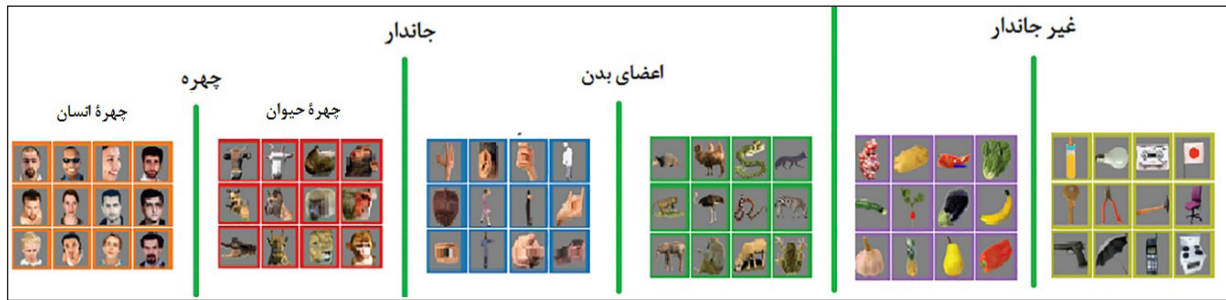 جاندار
غیر جاندار
چهره
اعضای بدن
چهرهٔ انسان
چهرهٔ حیوان